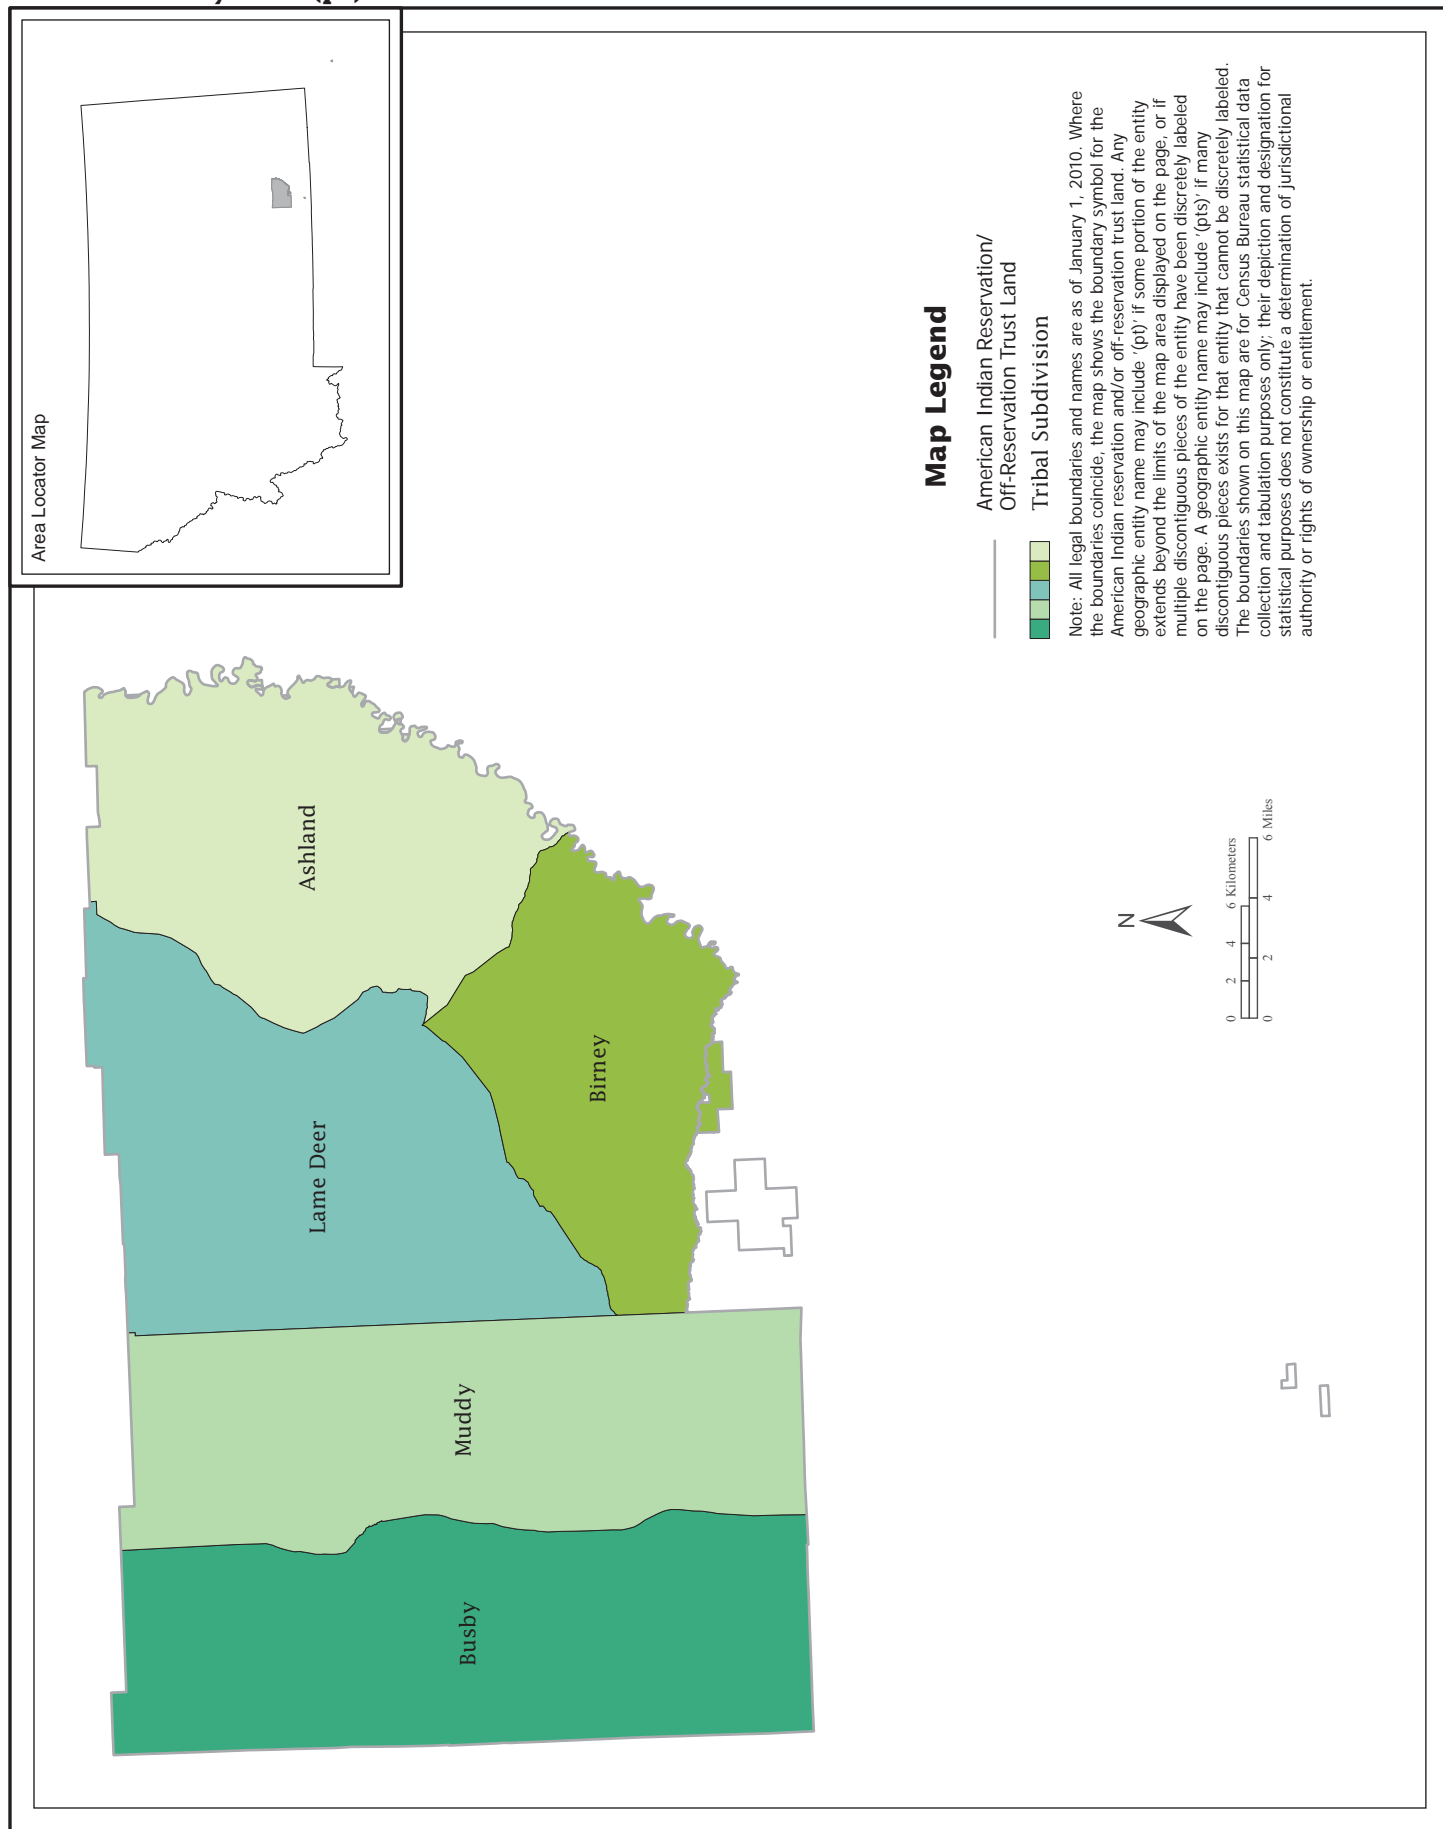 Area Locator Map
Ashland
Lame Deer
Birney
Muddy
Busby
Map Legend
American Indian Reservation/
Off-Reservation Trust Land
Tribal Subdivision
Note: All legal boundaries and names are as of January 1, 2010. Where
the boundaries coincide, the map shows the boundary symbol for the
American Indian reservation and/or off-reservation trust land. Any
geographic entity name may include '(pt)' if some portion of the entity
extends beyond the limits of the map area displayed on the page, or if
multiple discontiguous pieces of the entity have been discretely labeled
on the page. A geographic entity name may include '(pts)' if many
discontiguous pieces exists for that entity that cannot be discretely labeled.
The boundaries shown on this map are for Census Bureau statistical data
collection and tabulation purposes only; their depiction and designation for
statistical purposes does not constitute a determination of jurisdictional
authority or rights of ownership or entitlement.
N
0 2 4 6 Kilometers
0 2 4 6 Miles